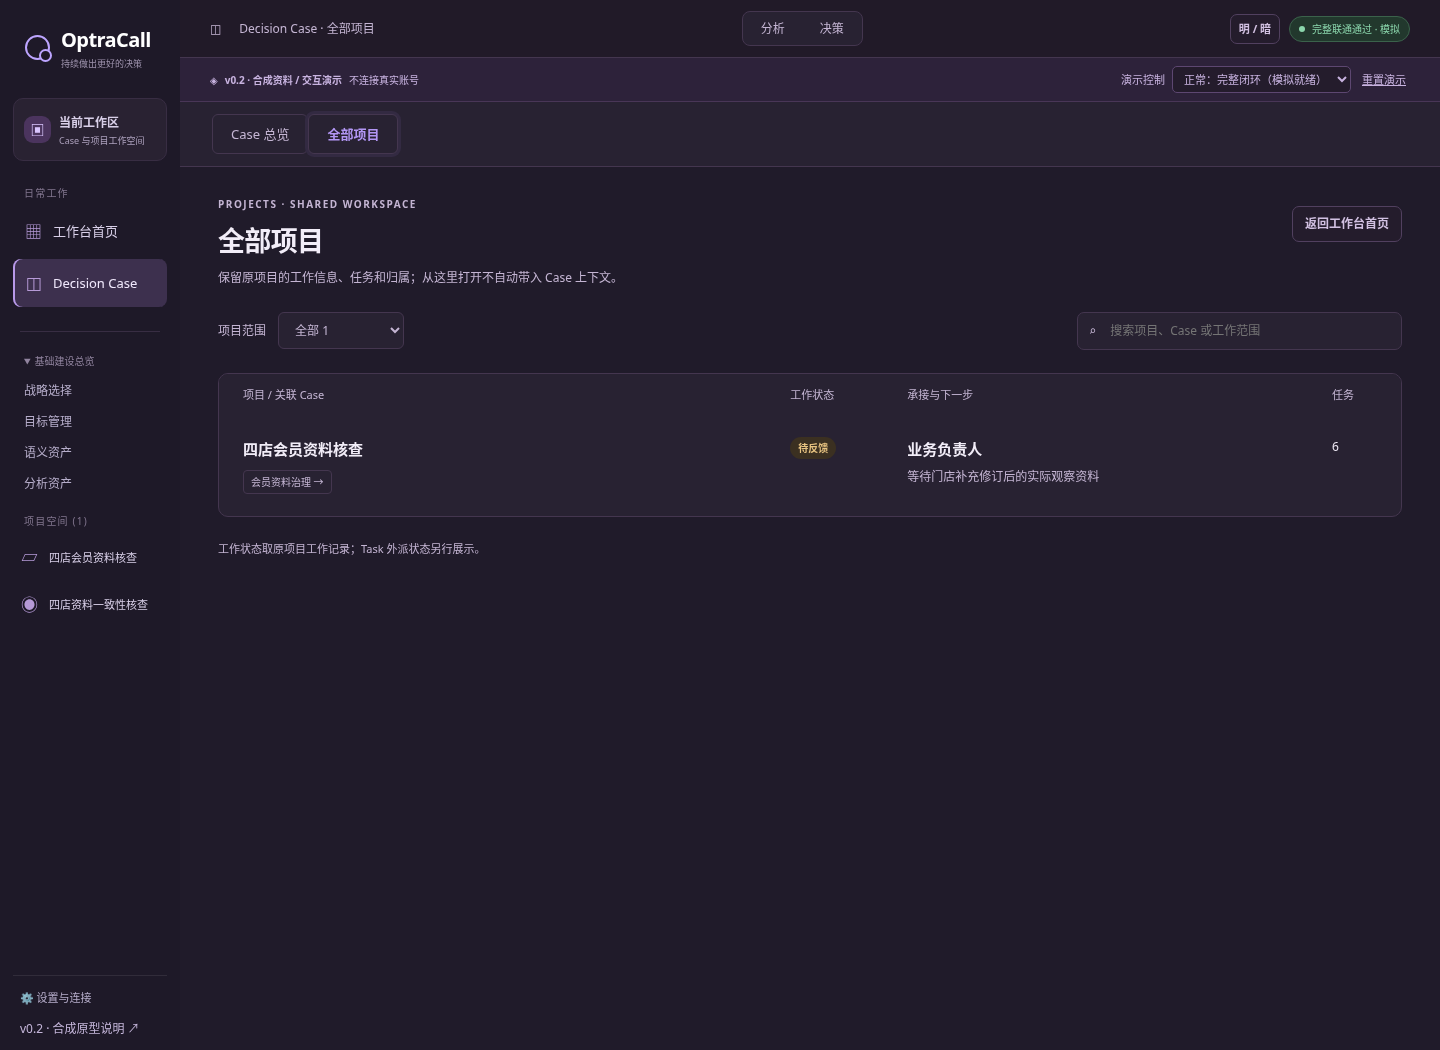 OptraCall
持续做出更好的决策
当前工作区
Case 与项目工作空间
日常工作
工作台首页
Decision Case
▼ 基础建设总览
战略选择
目标管理
语义资产
分析资产
项目空间 (1)
四店会员资料核查
四店资料一致性核查
⚙️ 设置与连接
v0.2 · 合成原型说明 ↗
Decision Case · 全部项目
分析 决策
明 / 暗
完整联通通过 · 模拟
◈ v0.2 · 合成资料 / 交互演示 不连接真实账号
演示控制 正常：完整闭环（模拟就绪） 重置演示
Case 总览 全部项目
PROJECTS · SHARED WORKSPACE
全部项目
保留原项目的工作信息、任务和归属；从这里打开不自动带入 Case 上下文。
返回工作台首页
项目范围 全部 1
搜索项目、Case 或工作范围
项目 / 关联 Case 工作状态 承接与下一步 任务
四店会员资料核查 待反馈 业务负责人 6
会员资料治理 → 等待门店补充修订后的实际观察资料
工作状态取原项目工作记录；Task 外派状态另行展示。